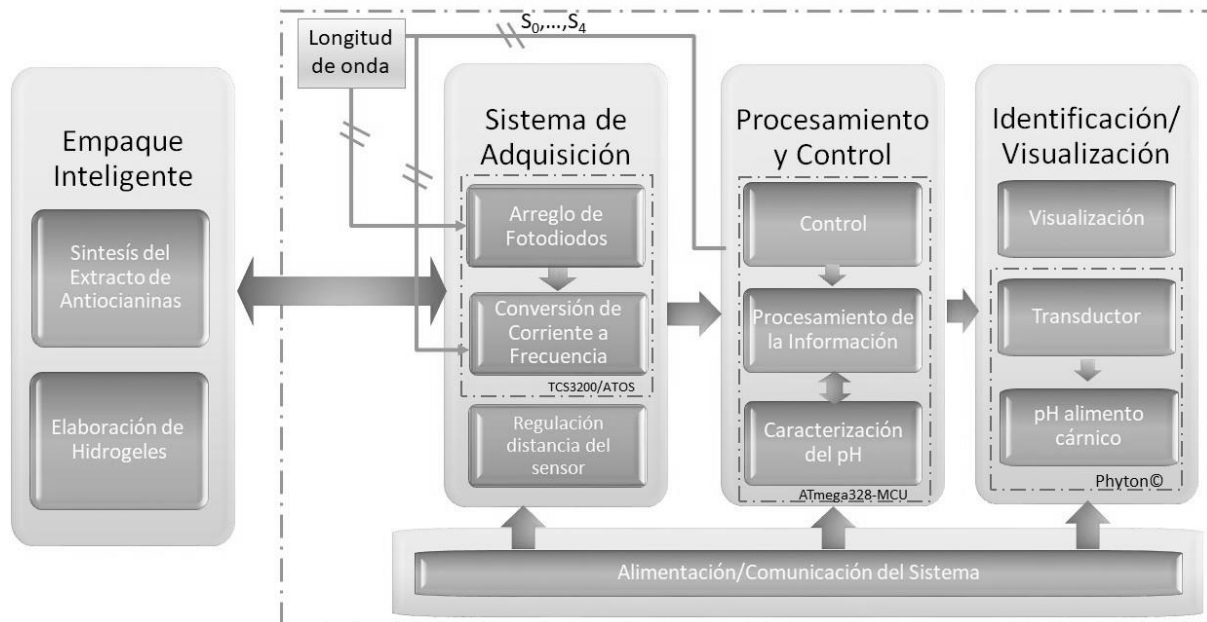 S0,...,S4
Longitud
de onda
Empaque
Inteligente
Sintesís del
Extracto de
Antiocianinas
Elaboración de
Hidrogeles
Sistema de
Adquisición
Arreglo de
Fotodiodos
Conversión de
Corriente a
Frecuencia
TCS3200/ATOS
Regulación
distancia del
sensor
Procesamiento
y Control
Control
Procesamiento de
la Información
Caracterización
del pH
ATmega328-MCU
Identificación/
Visualización
Visualización
Transductor
pH alimento
cárnico
Phyton©
Alimentación/Comunicación del Sistema